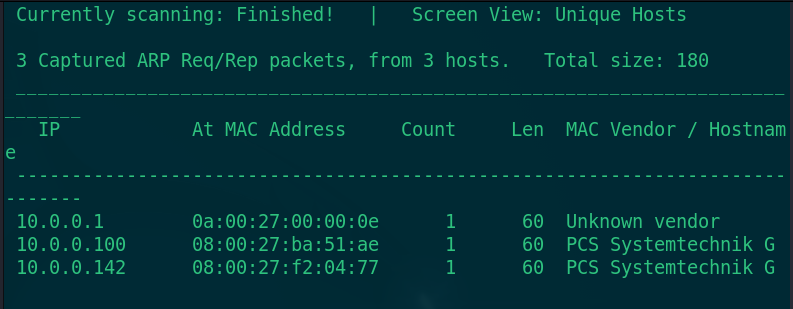 Currently scanning: Finished!   |   Screen View: Unique Hosts
3 Captured ARP Req/Rep packets, from 3 hosts.   Total size: 180
_____________________________________________________________________________
  IP            At MAC Address     Count     Len  MAC Vendor / Hostnam
e
-----------------------------------------------------------------------------
10.0.0.1        0a:00:27:00:00:0e      1      60  Unknown vendor
10.0.0.100      08:00:27:ba:51:ae      1      60  PCS Systemtechnik G
10.0.0.142      08:00:27:f2:04:77      1      60  PCS Systemtechnik G